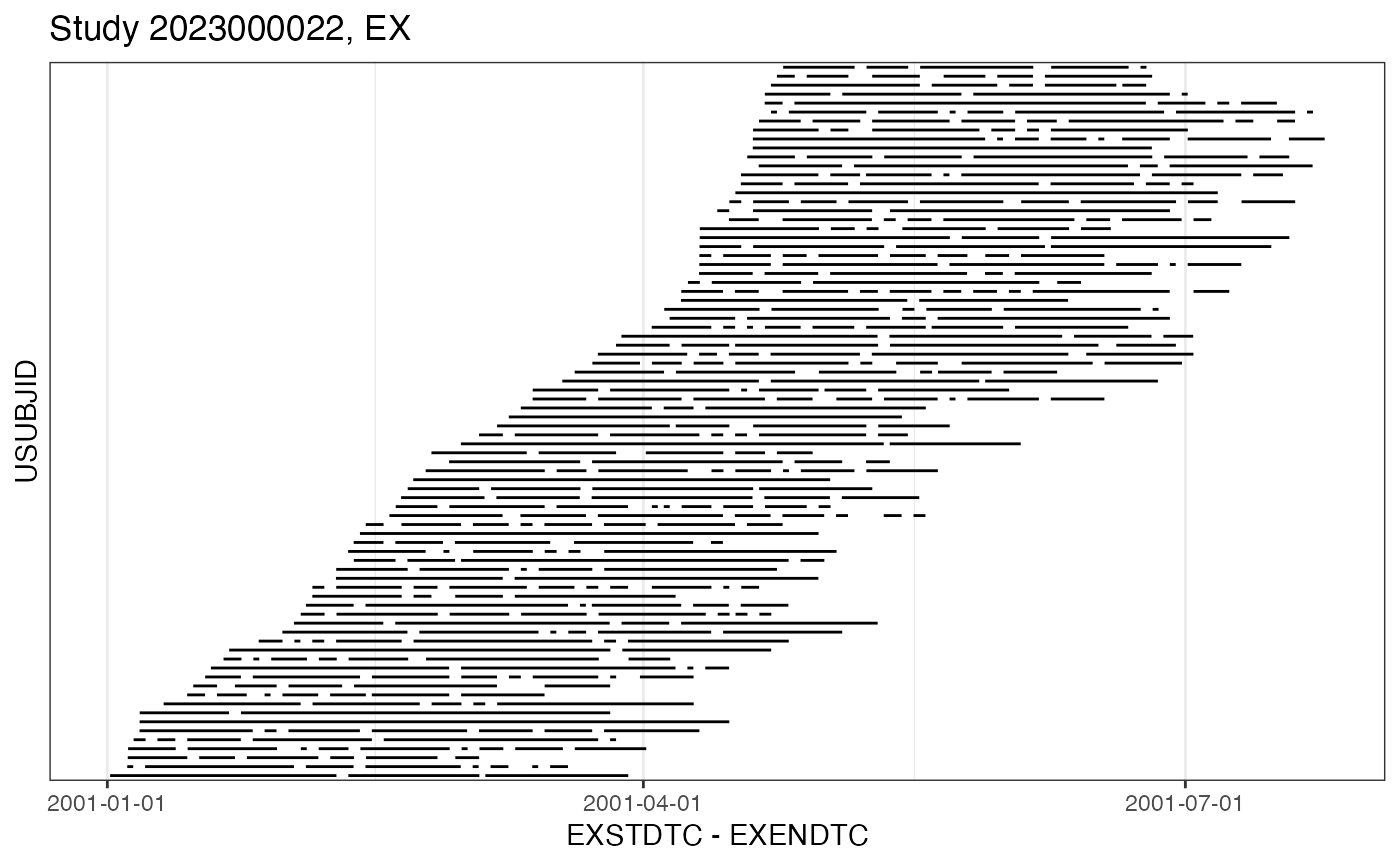 Study 2023000022, EX
USUBJID
2001-01-01
2001-04-01
2001-07-01
EXSTDTC - EXENDTC